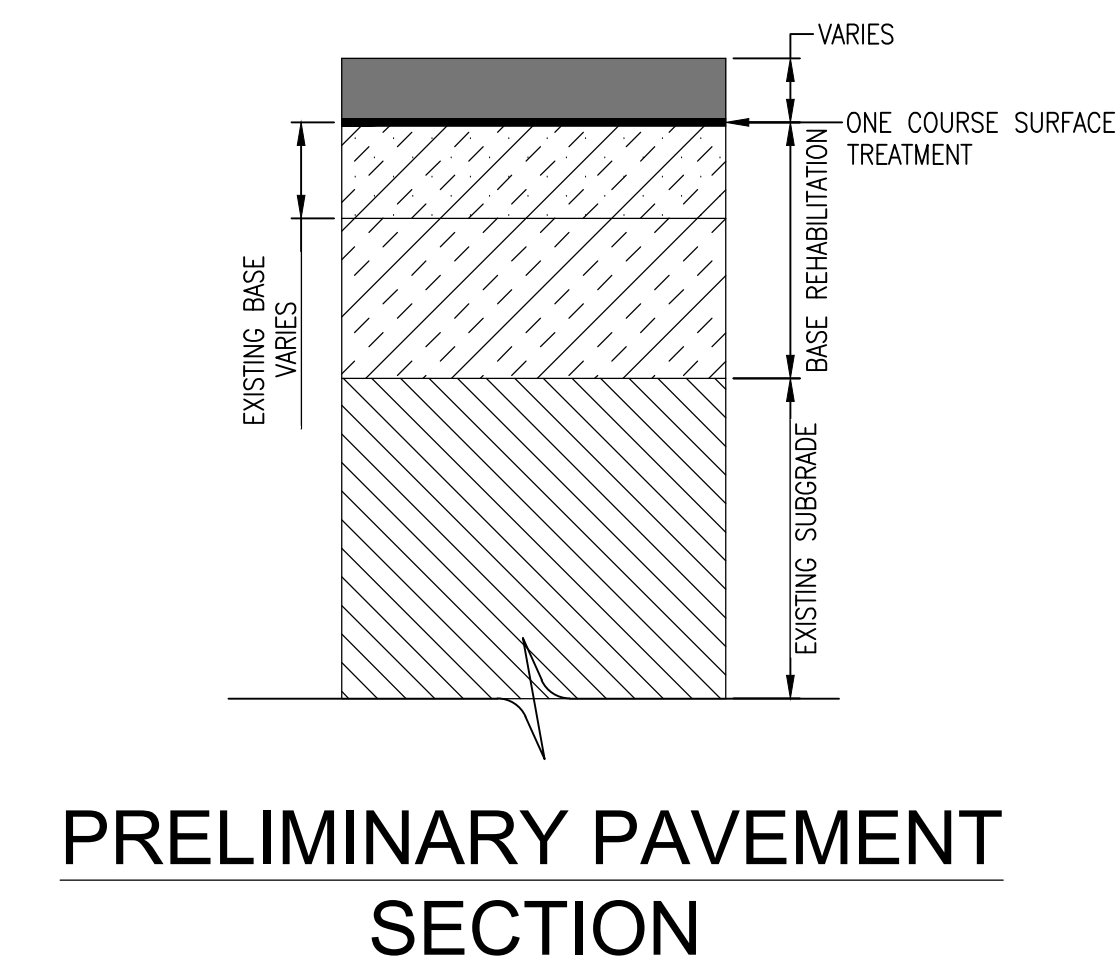 VARIES
ONE COURSE SURFACE
TREATMENT
BASE REHABILITATION
EXISTING BASE
VARIES
EXISTING SUBGRADE
PRELIMINARY PAVEMENT
SECTION